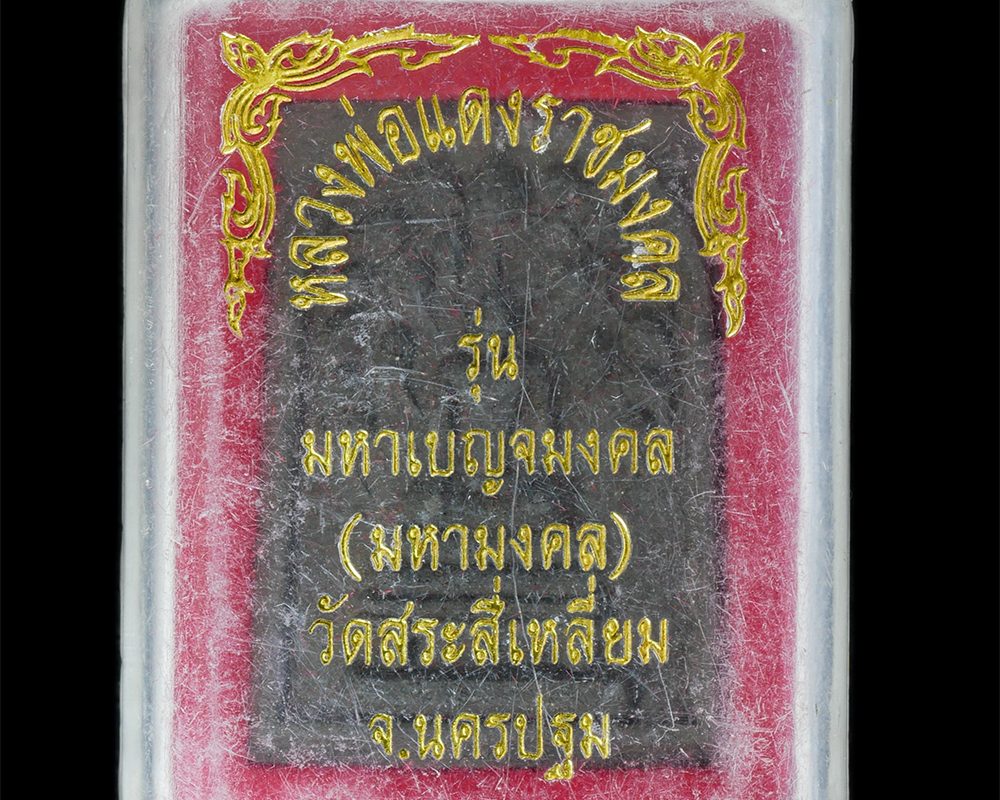 หลวงพ่อแดงราชมงคล
รุ่น
มหาเบญจมงคล
(มหามงคล)
วัดสระสี่เหลี่ยม
จ.นครปฐม